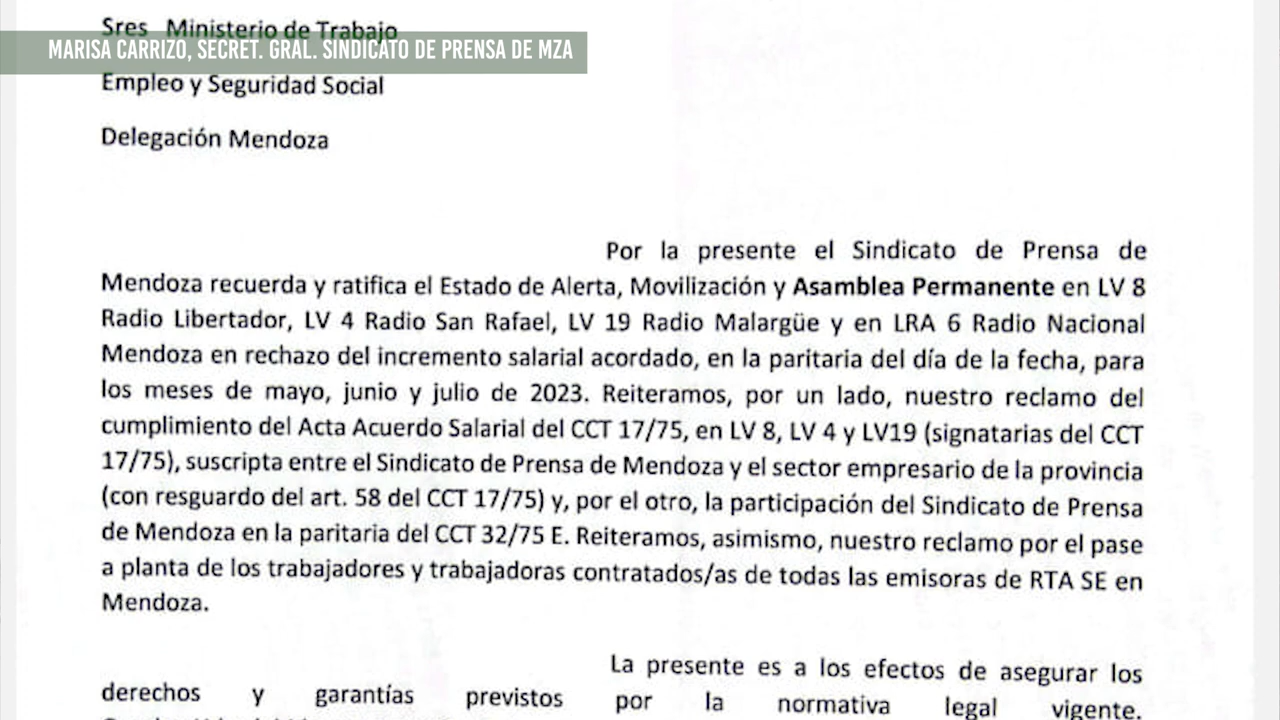 Sres Ministerio de Trabajo
MARISA CARRIZO, SECRET. GRAL. SINDICATO DE PRENSA DE MZA
Empleo y Seguridad Social
Delegación Mendoza
Por la presente el Sindicato de Prensa de
Mendoza recuerda y ratifica el Estado de Alerta, Movilización y Asamblea Permanente en LV 8
Radio Libertador, LV 4 Radio San Rafael, LV 19 Radio Malargüe y en LRA 6 Radio Nacional
Mendoza en rechazo del incremento salarial acordado, en la paritaria del día de la fecha, para
los meses de mayo, junio y julio de 2023. Reiteramos, por un lado, nuestro reclamo del
cumplimiento del Acta Acuerdo Salarial del CCT 17/75, en LV 8, LV 4 y LV19 (signatarias del CCT
17/75), suscripta entre el Sindicato de Prensa de Mendoza y el sector empresario de la provincia
(con resguardo del art. 58 del CCT 17/75) y, por el otro, la participación del Sindicato de Prensa
de Mendoza en la paritaria del CCT 32/75 E. Reiteramos, asimismo, nuestro reclamo por el pase
a planta de los trabajadores y trabajadoras contratados/as de todas las emisoras de RTA SE en
Mendoza.
La presente es a los efectos de asegurar los
derechos y garantías previstos por la normativa legal vigente.